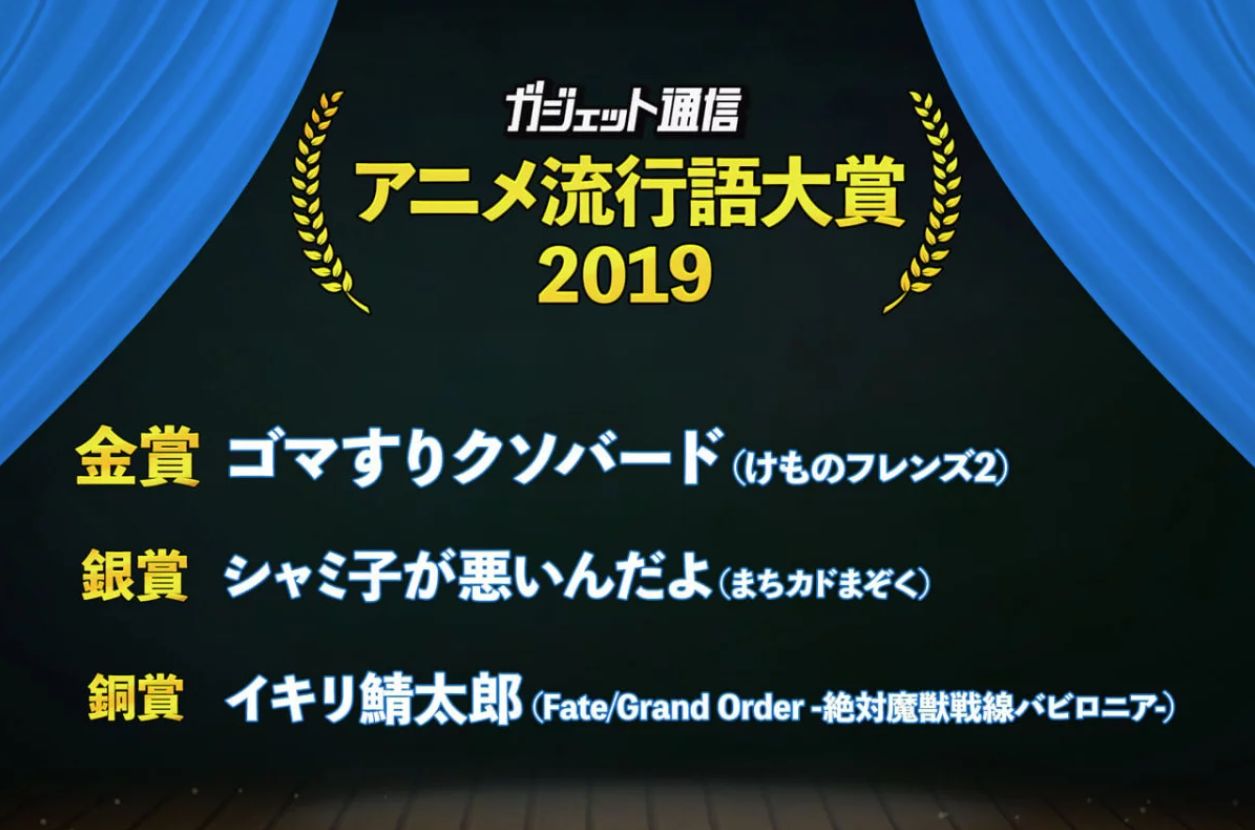 ガジェット通信
アニメ流行語大賞
2019
金賞 ゴマすりクソバード(けものフレンズ2)
銀賞 シャミ子が悪いんだよ(まちカドまぞく)
銅賞 イキリ鯖太郎(Fate/Grand Order -絶対魔獣戦線バビロニア-)